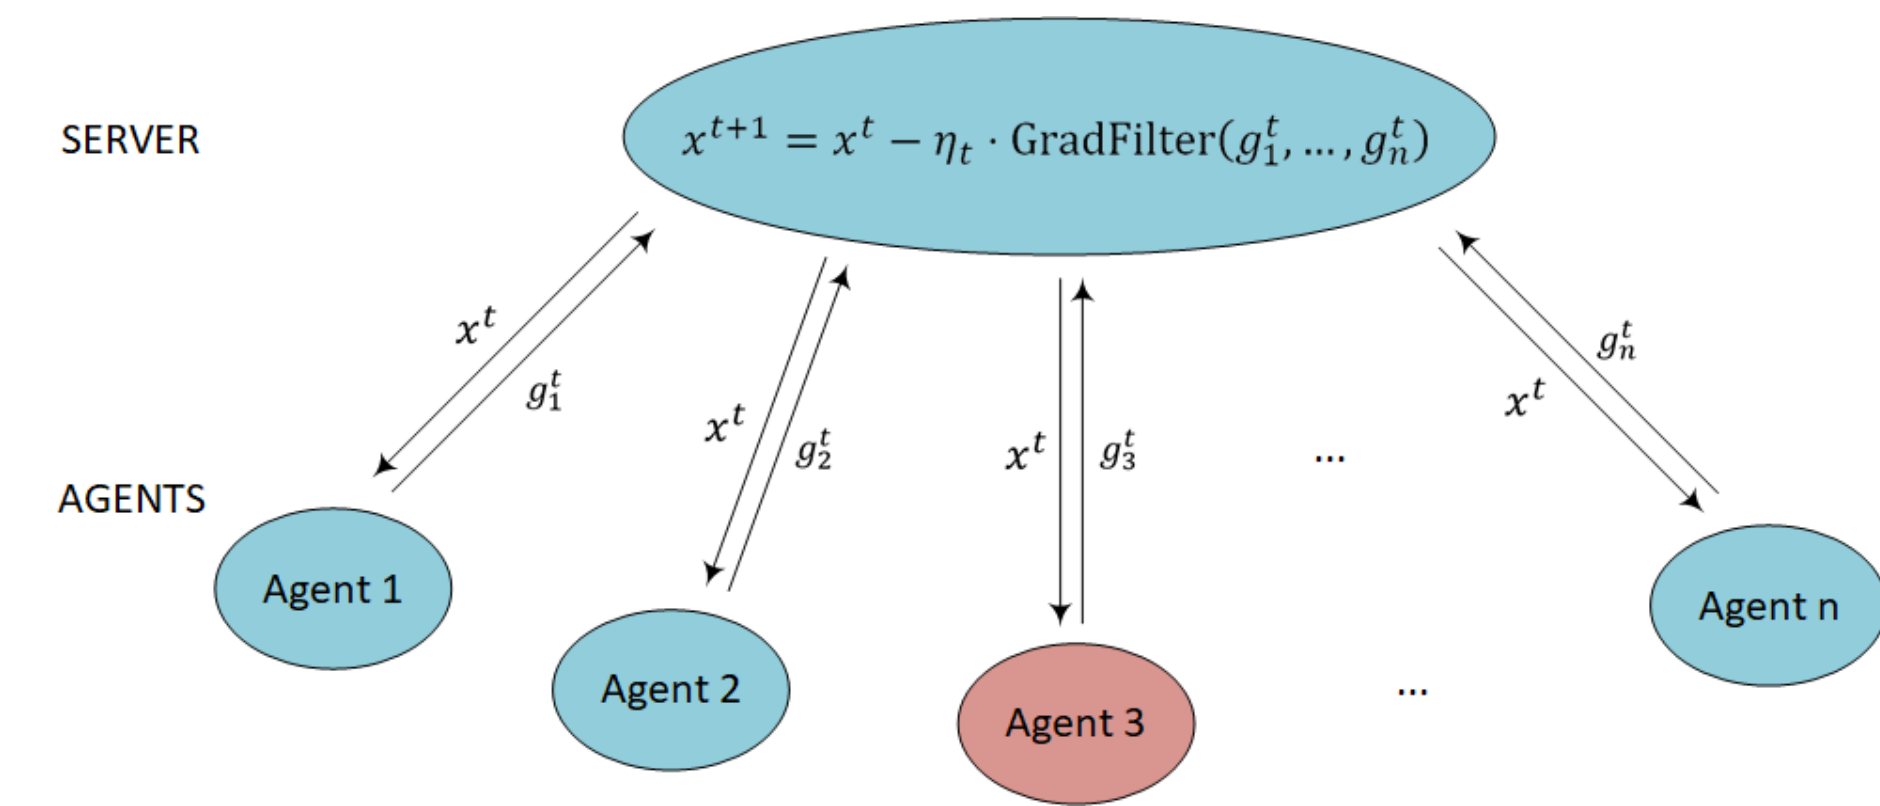 SERVER
x^{t+1} = x^t − η_t · GradFilter(g_1^t, ..., g_n^t)
x^t
g_1^t
x^t
g_2^t
x^t
g_3^t
...
x^t
g_n^t
AGENTS
Agent 1
Agent 2
Agent 3
...
Agent n